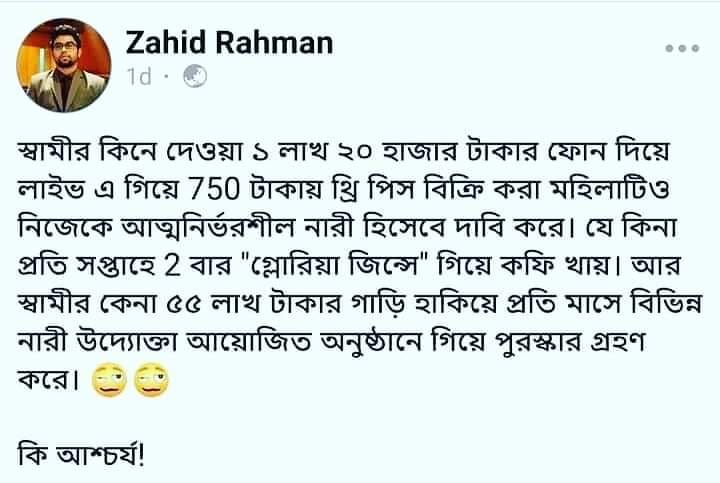 Zahid Rahman
1d ·
স্বামীর কিনে দেওয়া ১ লাখ ২০ হাজার টাকার ফোন দিয়ে
লাইভ এ গিয়ে 750 টাকায় থ্রি পিস বিক্রি করা মহিলাটিও
নিজেকে আত্মনির্ভরশীল নারী হিসেবে দাবি করে। যে কিনা
প্রতি সপ্তাহে 2 বার "গ্লোরিয়া জিন্সে" গিয়ে কফি খায়। আর
স্বামীর কেনা ৫৫ লাখ টাকার গাড়ি হাকিয়ে প্রতি মাসে বিভিন্ন
নারী উদ্যোক্তা আয়োজিত অনুষ্ঠানে গিয়ে পুরস্কার গ্রহণ
করে। 🥴🥴
কি আশ্চর্য!